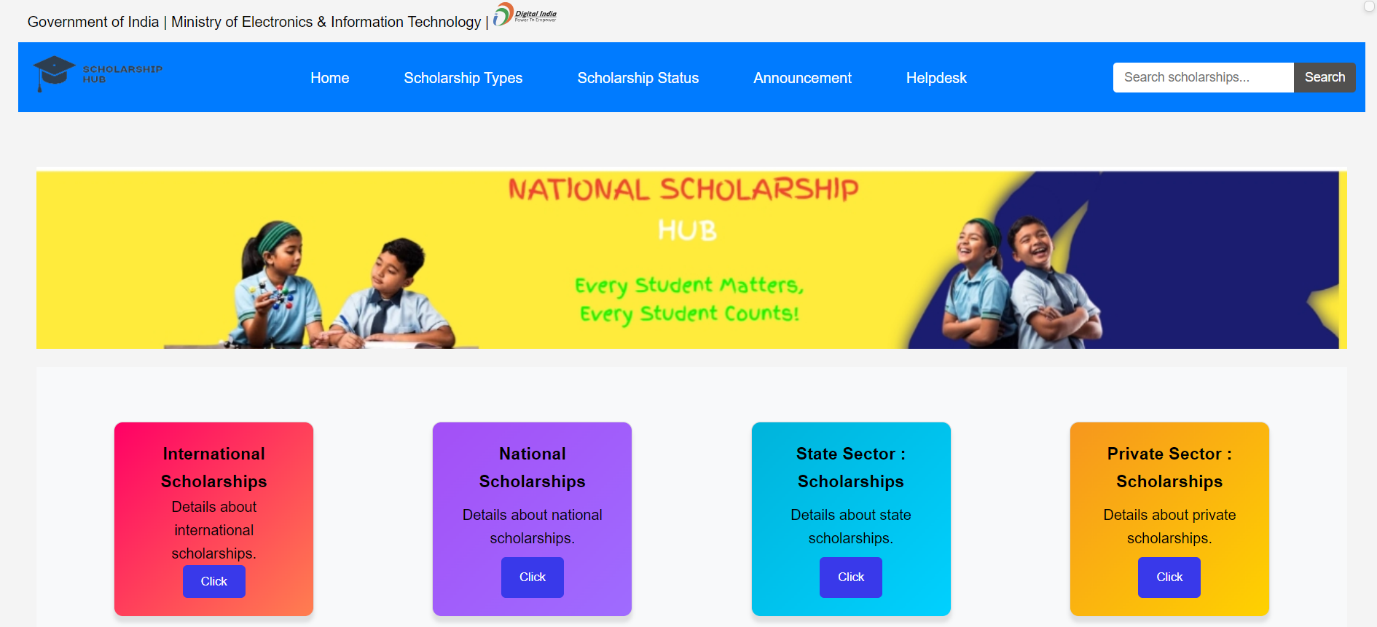 Government of India | Ministry of Electronics & Information Technology | Digital India
Power To Empower
SCHOLARSHIP
HUB
Home Scholarship Types Scholarship Status Announcement Helpdesk Search scholarships... Search
NATIONAL SCHOLARSHIP
HUB
Every Student Matters,
Every Student Counts!
International
Scholarships
Details about
international
scholarships.
Click
National
Scholarships
Details about national
scholarships.
Click
State Sector :
Scholarships
Details about state
scholarships.
Click
Private Sector :
Scholarships
Details about private
scholarships.
Click